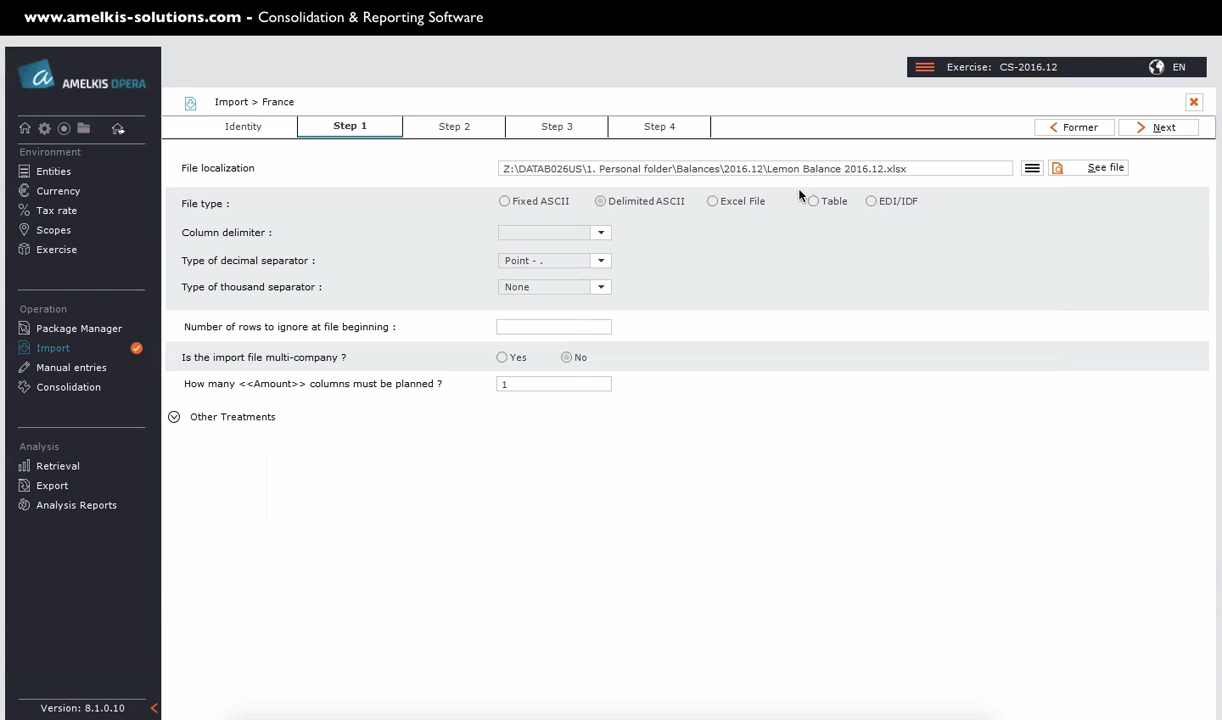 www.amelkis-solutions.com - Consolidation & Reporting Software
a AMELKIS OPERA
Exercise: CS-2016.12 EN
Import > France
Identity Step 1 Step 2 Step 3 Step 4 Former Next
Environment
Entities
Currency
Tax rate
Scopes
Exercise
Operation
Package Manager
Import
Manual entries
Consolidation
Analysis
Retrieval
Export
Analysis Reports
Version: 8.1.0.10
File localization Z:\DATAB026US\1. Personal folder\Balances\2016.12\Lemon Balance 2016.12.xlsx See file
File type : Fixed ASCII Delimited ASCII Excel File Table EDI/IDF
Column delimiter :
Type of decimal separator : Point - .
Type of thousand separator : None
Number of rows to ignore at file beginning :
Is the import file multi-company ? Yes No
How many <<Amount>> columns must be planned ? 1
Other Treatments